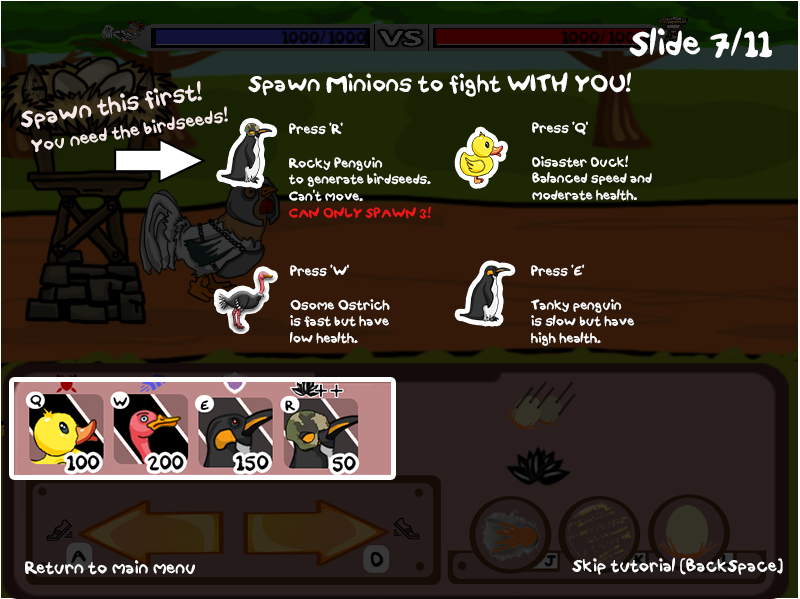 1000/1000
VS
1000/1000
Slide 7/11
Spawn Minions to fight WITH YOU!
Spawn this first!
You need the birdseeds!
Press 'R'
Rocky Penguin
to generate birdseeds.
Can't move.
CAN ONLY SPAWN 3!
Press 'Q'
Disaster Duck!
Balanced speed and
moderate health.
Press 'W'
Osome Ostrich
is fast but have
low health.
Press 'E'
Tanky penguin
is slow but have
high health.
Q
100
W
200
E
150
R
++
50
A
D
J
K
Return to main menu
Skip tutorial [BackSpace]